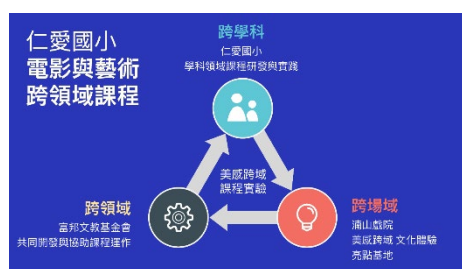 仁愛國小
電影與藝術
跨領域課程
跨學科
仁愛國小
學科領域課程研發與實踐
美感跨域
課程實驗
跨領域
富邦文教基金會
共同開發與協助課程運作
跨場域
湳山戲院
美感跨域 文化體驗
亮點基地